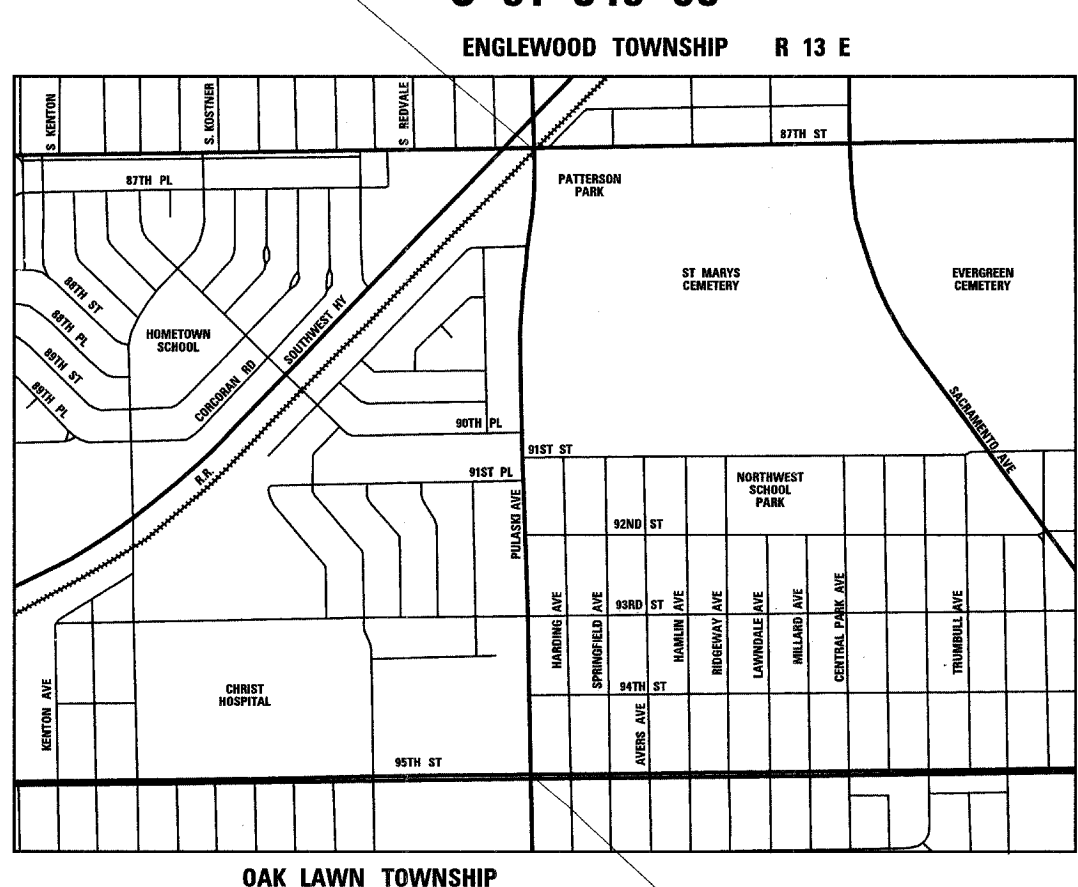 ENGLEWOOD TOWNSHIP R 13 E
S KENTON
S. KOSTNER
S REDVALE
87TH ST
87TH PL
PATTERSON
PARK
ST MARYS
CEMETERY
EVERGREEN
CEMETERY
88TH ST
88TH PL
89TH ST
89TH PL
HOMETOWN
SCHOOL
CORCORAN RD
SOUTHWEST HY
R.R.
SACRAMENTO AVE
90TH PL
91ST ST
91ST PL
NORTHWEST
SCHOOL
PARK
PULASKI AVE
92ND ST
93RD ST
HARDING AVE
SPRINGFIELD AVE
HAMLIN AVE
RIDGEWAY AVE
LAWNDALE AVE
MILLARD AVE
CENTRAL PARK AVE
TRUMBULL AVE
94TH ST
AVERS AVE
KENTON AVE
CHRIST
HOSPITAL
95TH ST
OAK LAWN TOWNSHIP